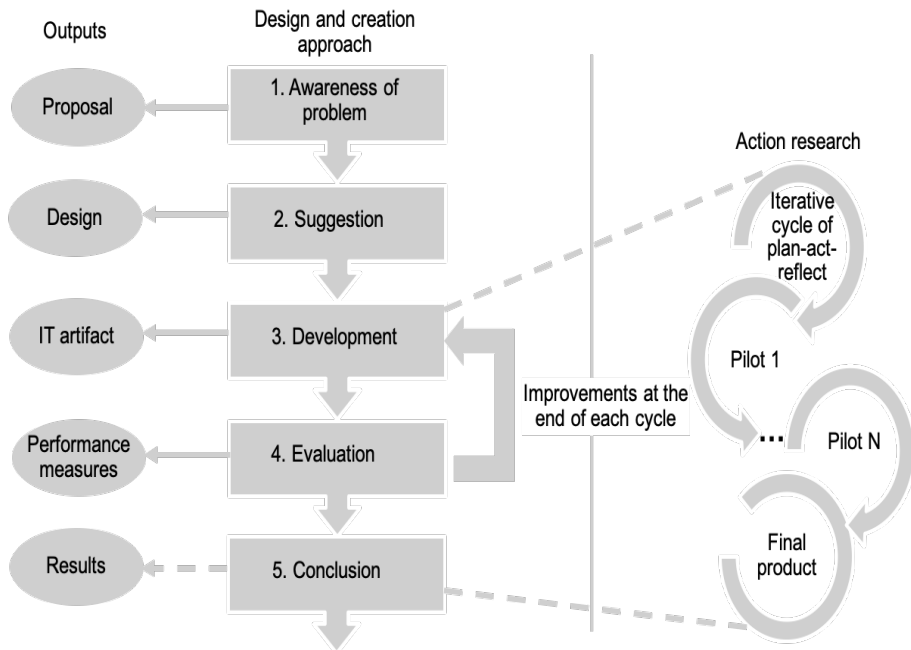 Outputs
Design and creation
approach
Proposal
1. Awareness of
problem
Design
2. Suggestion
IT artifact
3. Development
Performance
measures
4. Evaluation
Results
5. Conclusion
Improvements at the
end of each cycle
Action research
Iterative
cycle of
plan-act-
reflect
Pilot 1
...
Pilot N
Final
product